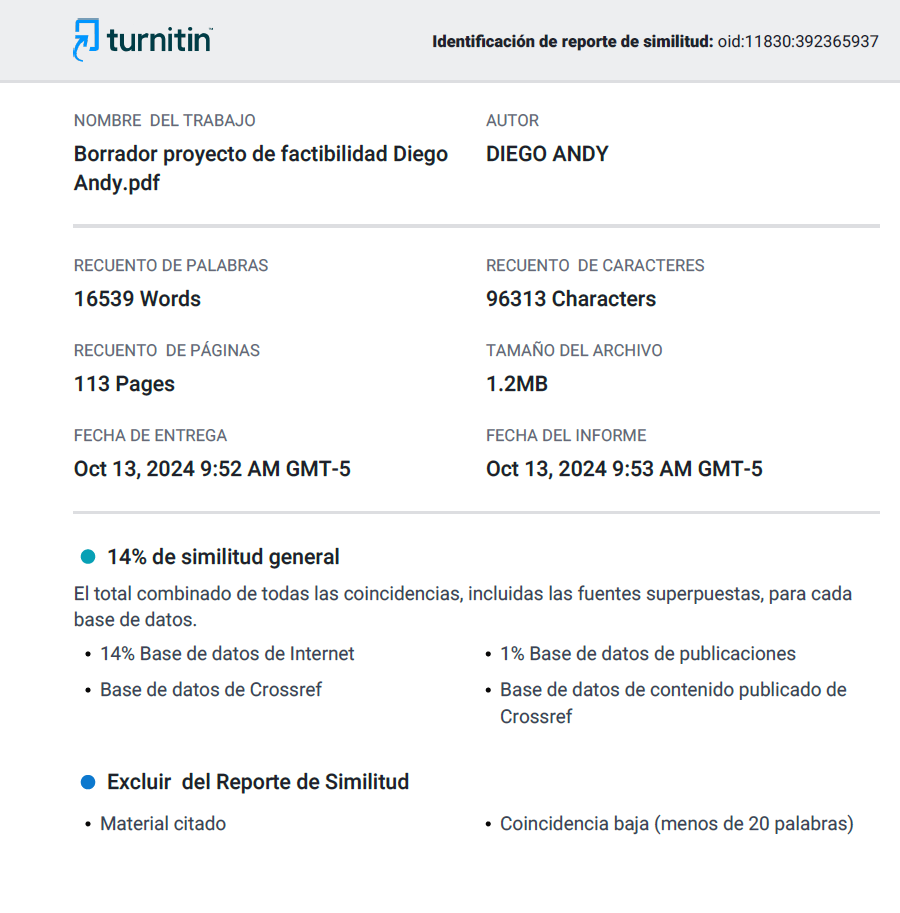 turnitin™
Identificación de reporte de similitud: oid:11830:392365937
NOMBRE DEL TRABAJO
Borrador proyecto de factibilidad Diego
Andy.pdf
AUTOR
DIEGO ANDY
RECUENTO DE PALABRAS
16539 Words
RECUENTO DE CARACTERES
96313 Characters
RECUENTO DE PÁGINAS
113 Pages
TAMAÑO DEL ARCHIVO
1.2MB
FECHA DE ENTREGA
Oct 13, 2024 9:52 AM GMT-5
FECHA DEL INFORME
Oct 13, 2024 9:53 AM GMT-5
14% de similitud general
El total combinado de todas las coincidencias, incluidas las fuentes superpuestas, para cada
base de datos.
• 14% Base de datos de Internet
• 1% Base de datos de publicaciones
• Base de datos de Crossref
• Base de datos de contenido publicado de
Crossref
Excluir del Reporte de Similitud
• Material citado
• Coincidencia baja (menos de 20 palabras)